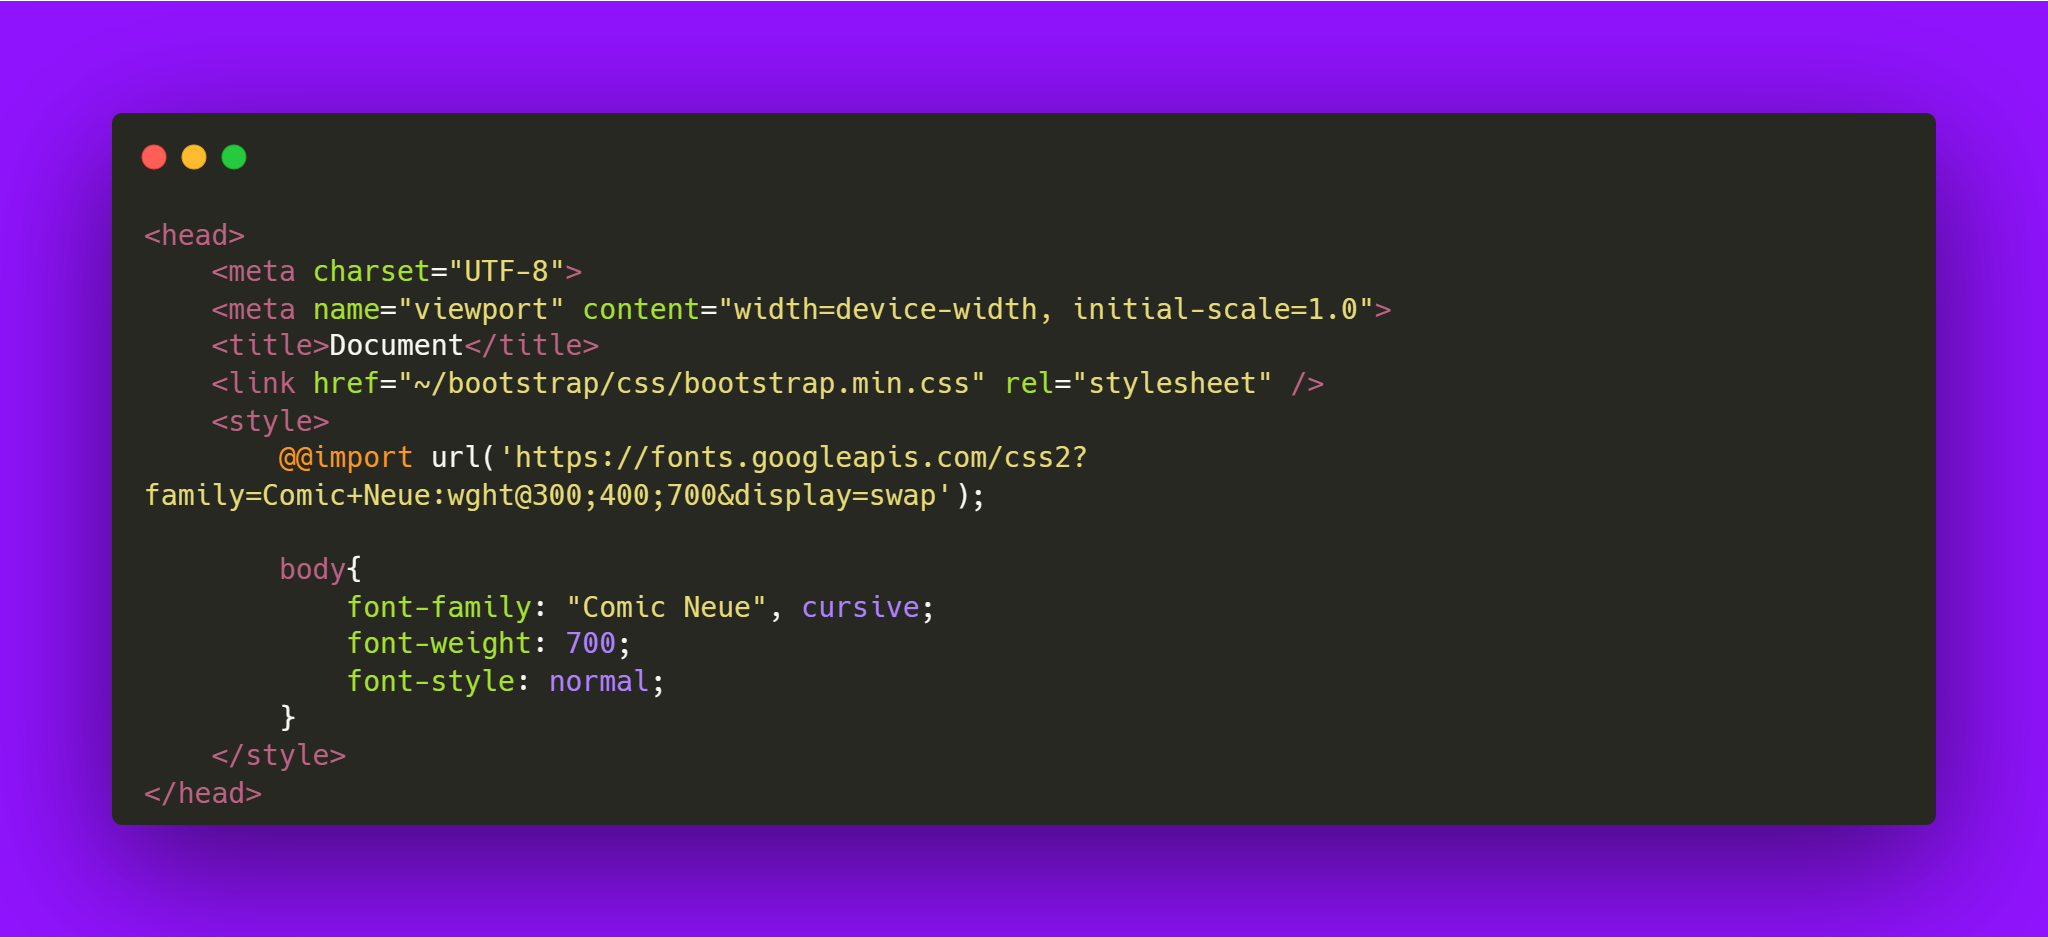 <head>
    <meta charset="UTF-8">
    <meta name="viewport" content="width=device-width, initial-scale=1.0">
    <title>Document</title>
    <link href="~/bootstrap/css/bootstrap.min.css" rel="stylesheet" />
    <style>
        @@import url('https://fonts.googleapis.com/css2?
family=Comic+Neue:wght@300;400;700&display=swap');

        body{
            font-family: "Comic Neue", cursive;
            font-weight: 700;
            font-style: normal;
        }
    </style>
</head>